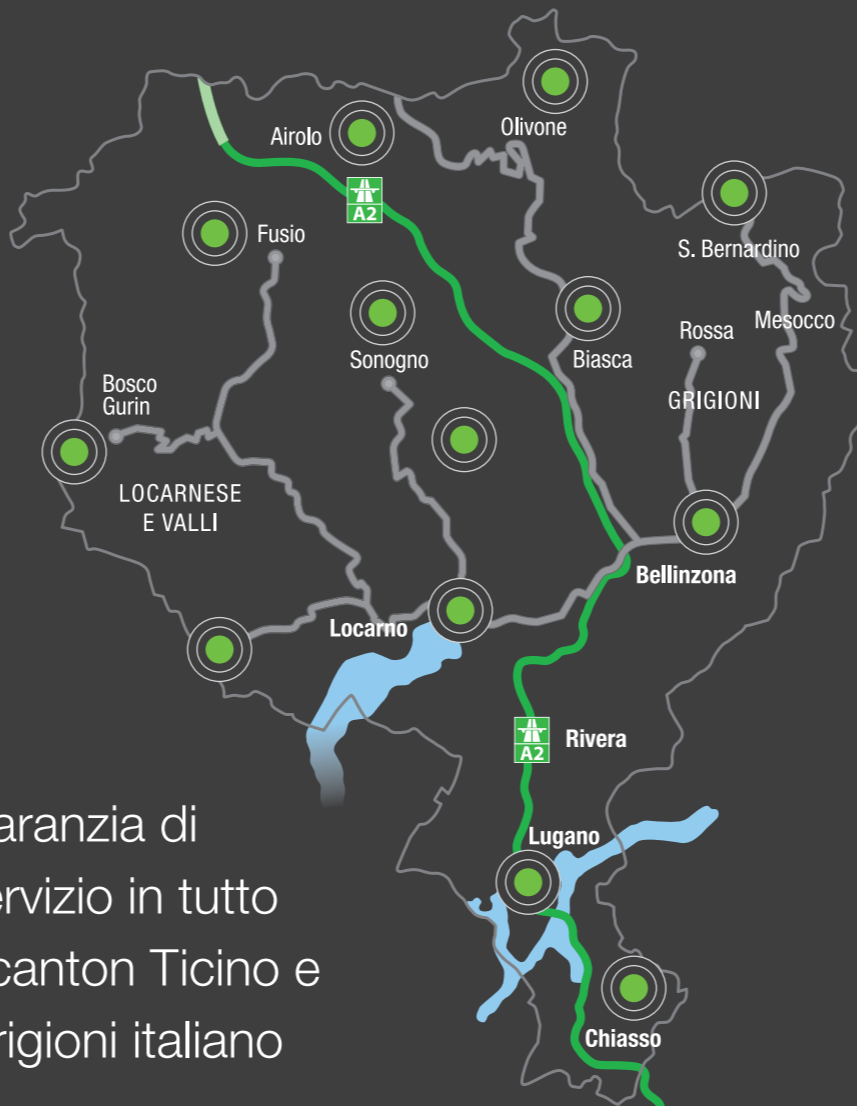 Olivone
Airolo
A2
Fusio
S. Bernardino
Mesocco
Rossa
Sonogno
Biasca
Bosco
Gurin
GRIGIONI
LOCARNESE
E VALLI
Bellinzona
Locarno
A2
Rivera
Lugano
aranzia di
ervizio in tutto
canton Ticino e
rigioni italiano
Chiasso